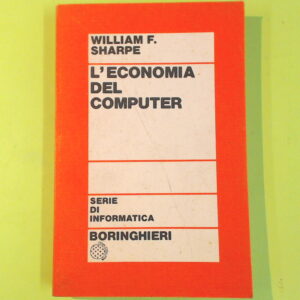 WILLIAM F.
SHARPE
L'ECONOMIA
DEL
COMPUTER
SERIE
DI
INFORMATICA
BORINGHIERI